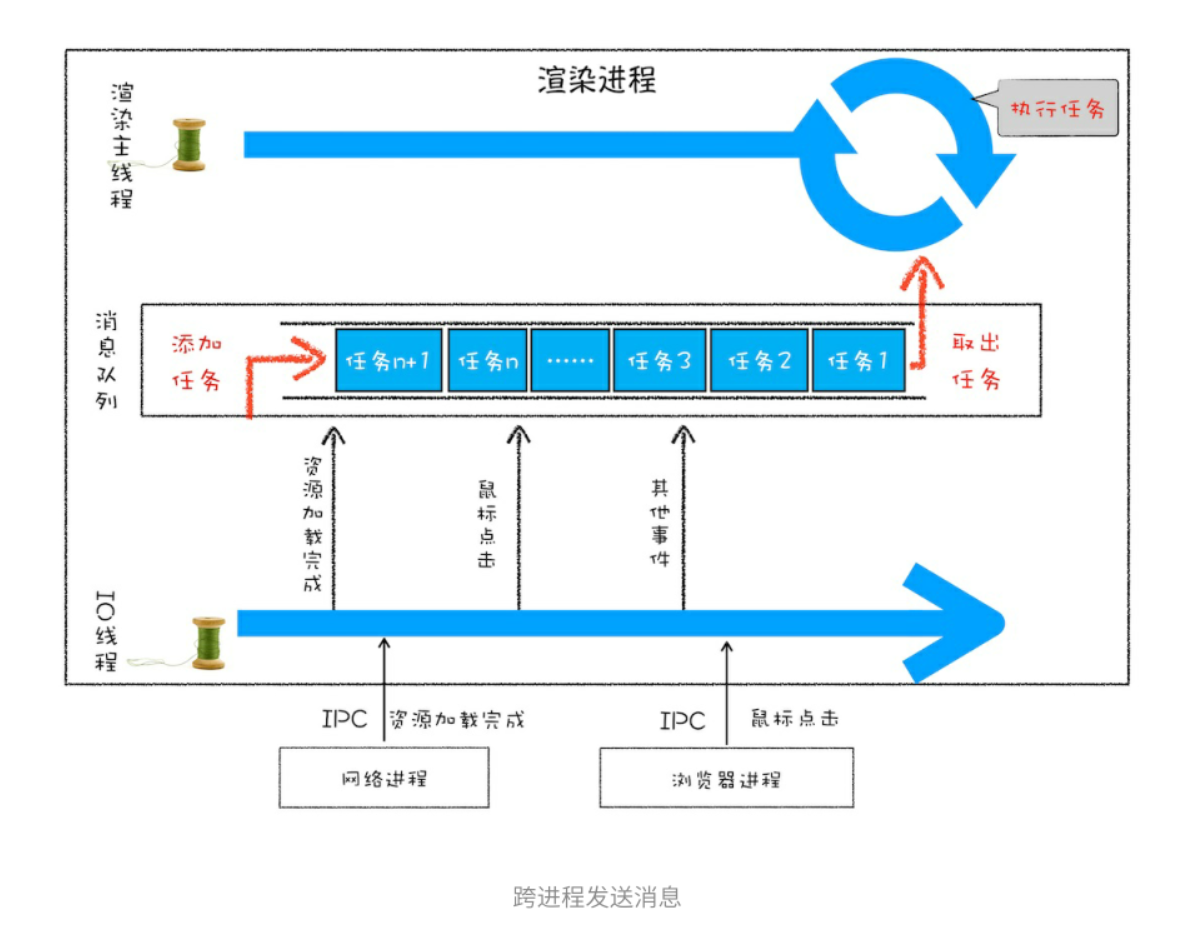 渲染进程
渲染主线程
执行任务
消息队列
添加
任务
任务n+1
任务n
……
任务3
任务2
任务1
取出
任务
资源加载完成
鼠标点击
其他事件
IO线程
IPC
资源加载完成
IPC
鼠标点击
网络进程
浏览器进程
跨进程发送消息